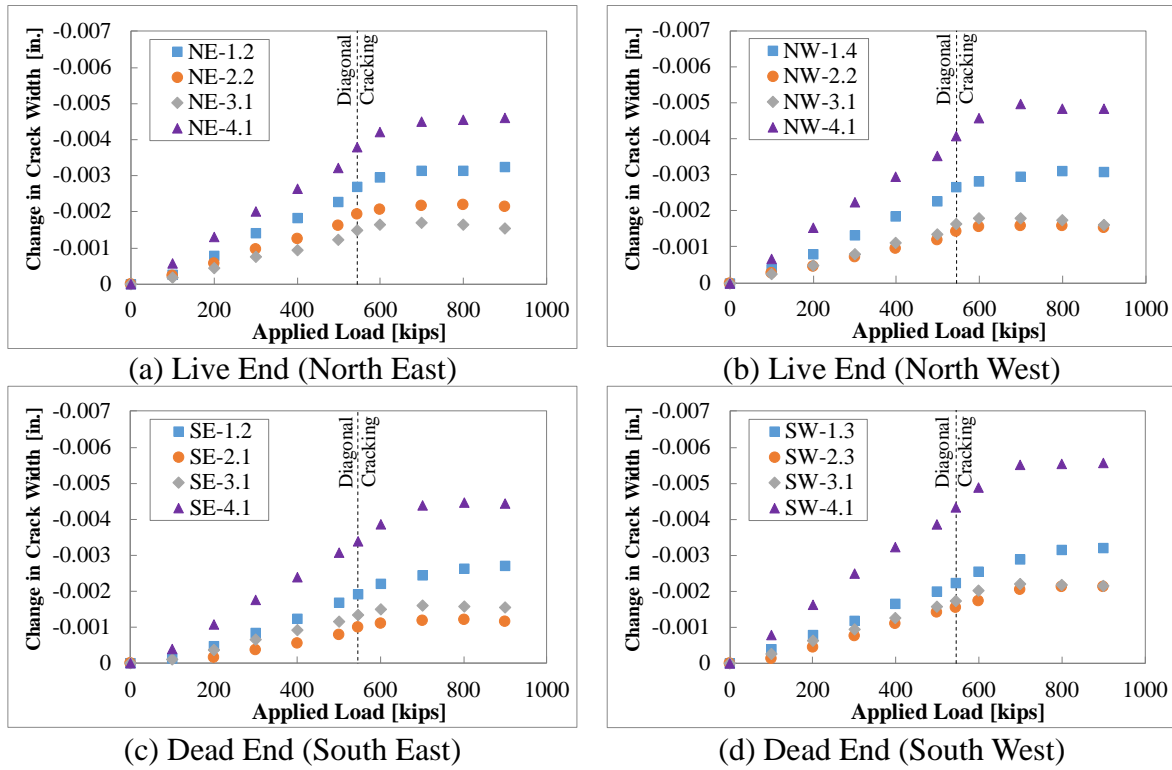 -0.007
-0.006
-0.005
-0.004
-0.003
-0.002
-0.001
0
Change in Crack Width [in.]
NE-1.2
NE-2.2
NE-3.1
NE-4.1
Diagonal
Cracking
0 200 400 600 800 1000
Applied Load [kips]
(a) Live End (North East)
-0.007
-0.006
-0.005
-0.004
-0.003
-0.002
-0.001
0
Change in Crack Width [in.]
NW-1.4
NW-2.2
NW-3.1
NW-4.1
Diagonal
Cracking
0 200 400 600 800 1000
Applied Load [kips]
(b) Live End (North West)
-0.007
-0.006
-0.005
-0.004
-0.003
-0.002
-0.001
0
Change in Crack Width [in.]
SE-1.2
SE-2.1
SE-3.1
SE-4.1
Diagonal
Cracking
0 200 400 600 800 1000
Applied Load [kips]
(c) Dead End (South East)
-0.007
-0.006
-0.005
-0.004
-0.003
-0.002
-0.001
0
Change in Crack Width [in.]
SW-1.3
SW-2.3
SW-3.1
SW-4.1
Diagonal
Cracking
0 200 400 600 800 1000
Applied Load [kips]
(d) Dead End (South West)